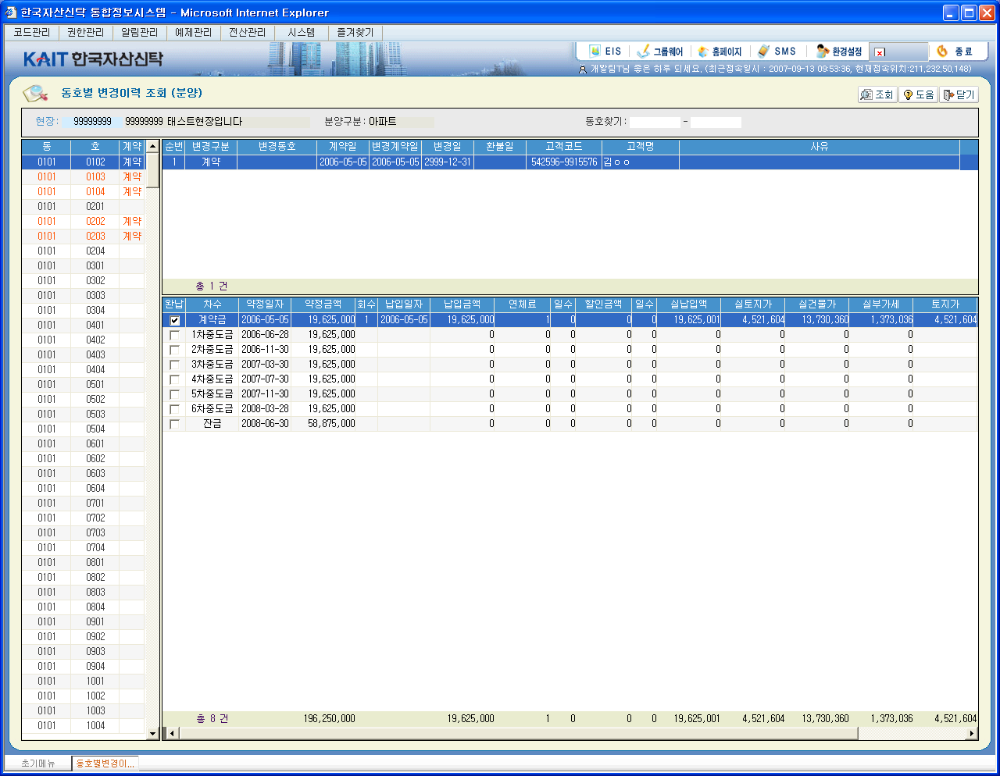 한국자산신탁 통합정보시스템 - Microsoft Internet Explorer
코드관리 권한관리 알림관리 예제관리 전산관리 시스템 즐겨찾기
KAIT 한국자산신탁
EIS 그룹웨어 홈페이지 SMS 환경설정 종료
개발팀T님 좋은 하루 되세요. (최근접속일시 : 2007-09-13 09:53:36, 현재접속위치:211.232.50.148)
동호별 변경이력 조회 (분양)
조회 도움 닫기
현장: 99999999 99999999 태스트현장입니다 분양구분: 아파트 동호찾기: -
동 호 계약
0101 0102 계약
0101 0103 계약
0101 0104 계약
0101 0201
0101 0202 계약
0101 0203 계약
0101 0204
0101 0301
0101 0302
0101 0303
0101 0304
0101 0401
0101 0402
0101 0403
0101 0404
0101 0501
0101 0502
0101 0503
0101 0504
0101 0601
0101 0602
0101 0603
0101 0604
0101 0701
0101 0702
0101 0703
0101 0704
0101 0801
0101 0802
0101 0803
0101 0804
0101 0901
0101 0902
0101 0903
0101 0904
0101 1001
0101 1002
0101 1003
0101 1004
순번 변경구분 변경동호 계약일 변경계약일 변경일 환불일 고객코드 고객명 사유
1 계약 2006-05-05 2006-05-05 2999-12-31 542596-9915576 김ㅇㅇ
총 1 건
완납 차수 약정일자 약정금액 회수 납입일자 납입금액 연체료 일수 할인금액 일수 실납입액 실토지가 실건물가 실부가세 토지가
계약금 2006-05-05 19,625,000 1 2006-05-05 19,625,000 1 0 0 0 19,625,001 4,521,604 13,730,360 1,373,036 4,521,604
1차중도금 2006-06-28 19,625,000 0 0 0 0 0 0 0 0 0
2차중도금 2006-11-30 19,625,000 0 0 0 0 0 0 0 0 0
3차중도금 2007-03-30 19,625,000 0 0 0 0 0 0 0 0 0
4차중도금 2007-07-30 19,625,000 0 0 0 0 0 0 0 0 0
5차중도금 2007-11-30 19,625,000 0 0 0 0 0 0 0 0 0
6차중도금 2008-03-28 19,625,000 0 0 0 0 0 0 0 0 0
잔금 2008-06-30 58,875,000 0 0 0 0 0 0 0 0 0
총 8 건 196,250,000 19,625,000 1 0 0 0 19,625,001 4,521,604 13,730,360 1,373,036 4,521,604
초기메뉴 동호별변경이...